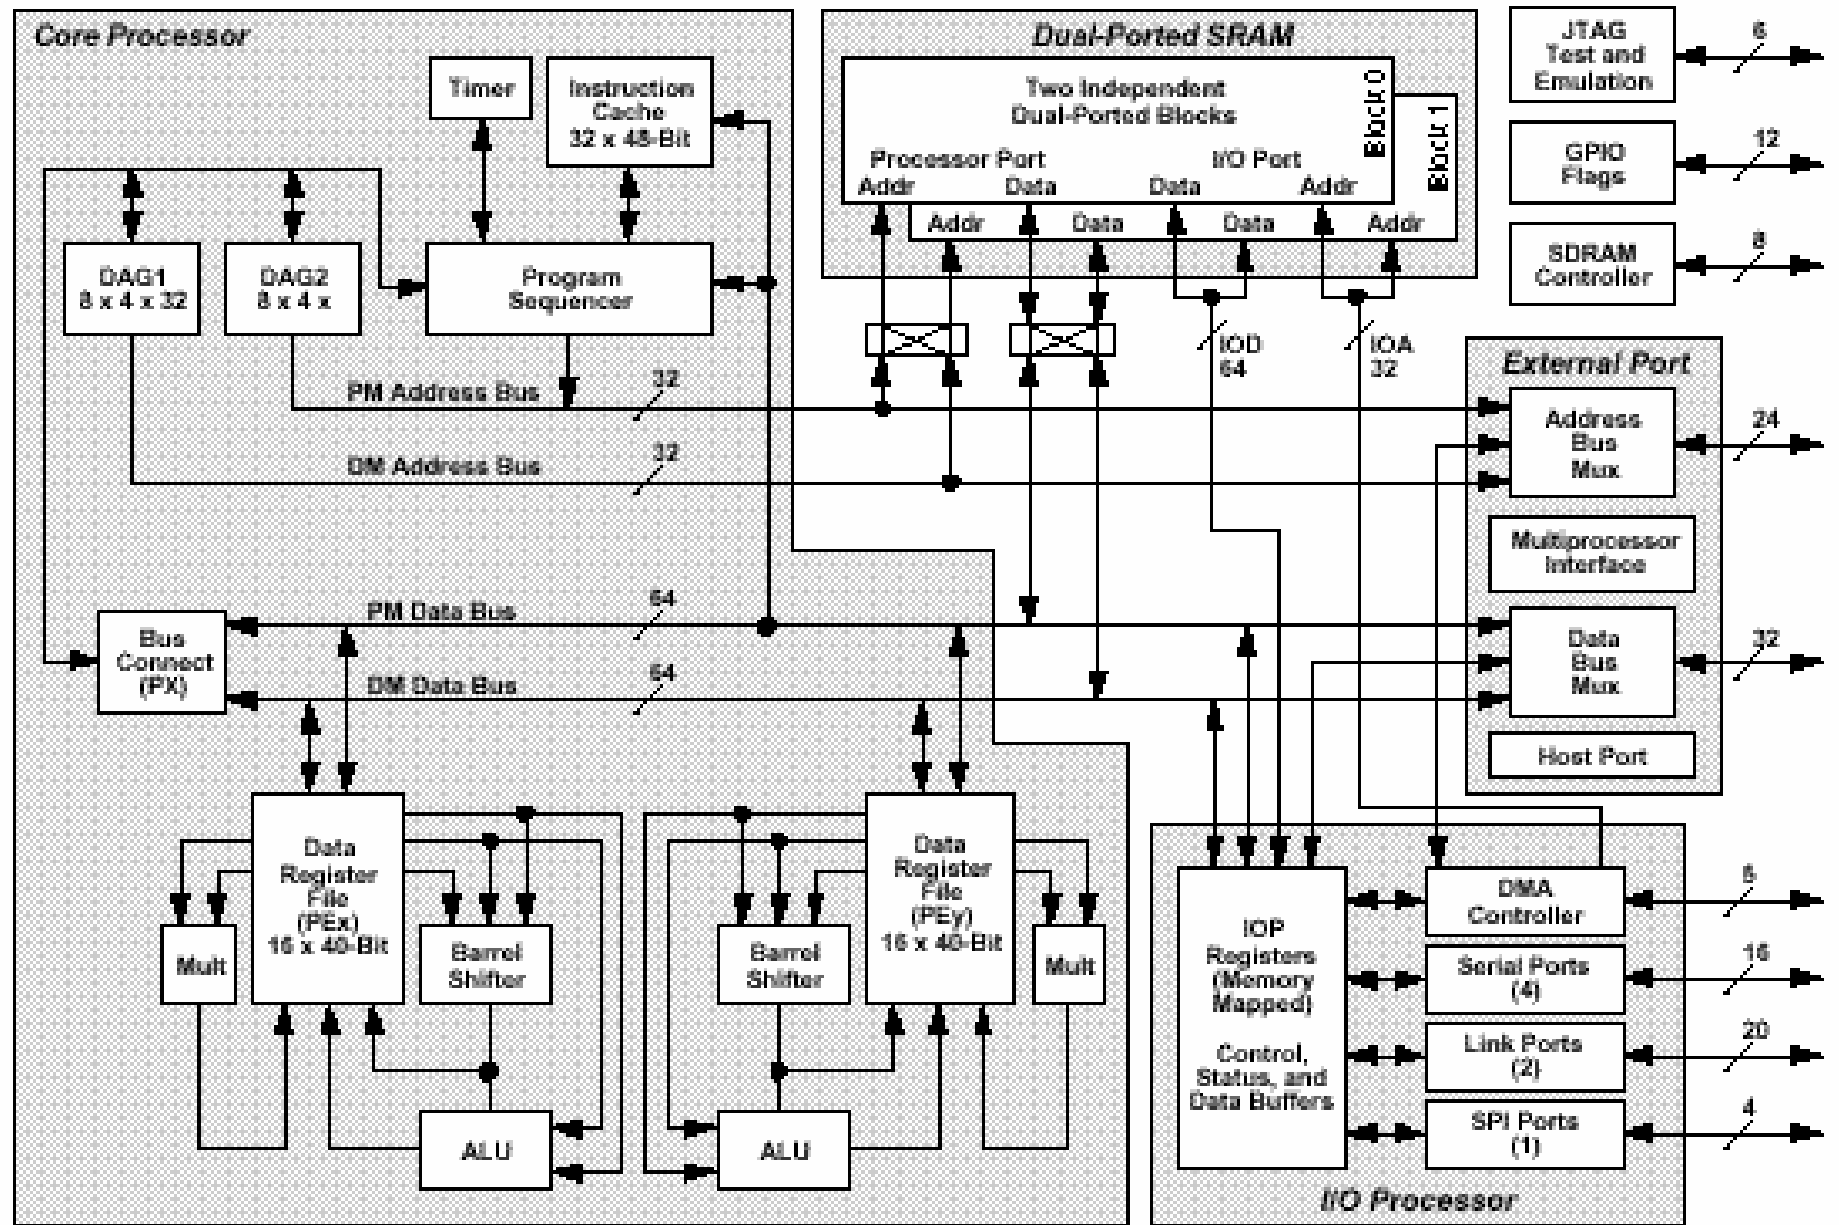 Core Processor
Timer
Instruction
Cache
32 x 48-Bit
DAG1
8 x 4 x 32
DAG2
8 x 4 x
Program
Sequencer
PM Address Bus
32
DM Address Bus
32
Bus
Connect
(PX)
PM Data Bus
64
DM Data Bus
64
Data
Register
File
(PEx)
16 x 40-Bit
Mult
Barrel
Shifter
ALU
Data
Register
File
(PEy)
16 x 40-Bit
Barrel
Shifter
Mult
ALU
Dual-Ported SRAM
Two Independent
Dual-Ported Blocks
Block 0
Block 1
Processor Port
I/O Port
Addr
Data
Data
Addr
Addr
Data
Data
Addr
IOD
64
IOA
32
JTAG
Test and
Emulation
6
GPIO
Flags
12
SDRAM
Controller
8
External Port
Address
Bus
Mux
24
Multiprocessor
Interface
Data
Bus
Mux
32
Host Port
IOP
Registers
(Memory
Mapped)
Control,
Status, and
Data Buffers
DMA
Controller
5
Serial Ports
(4)
16
Link Ports
(2)
20
SPI Ports
(1)
4
I/O Processor